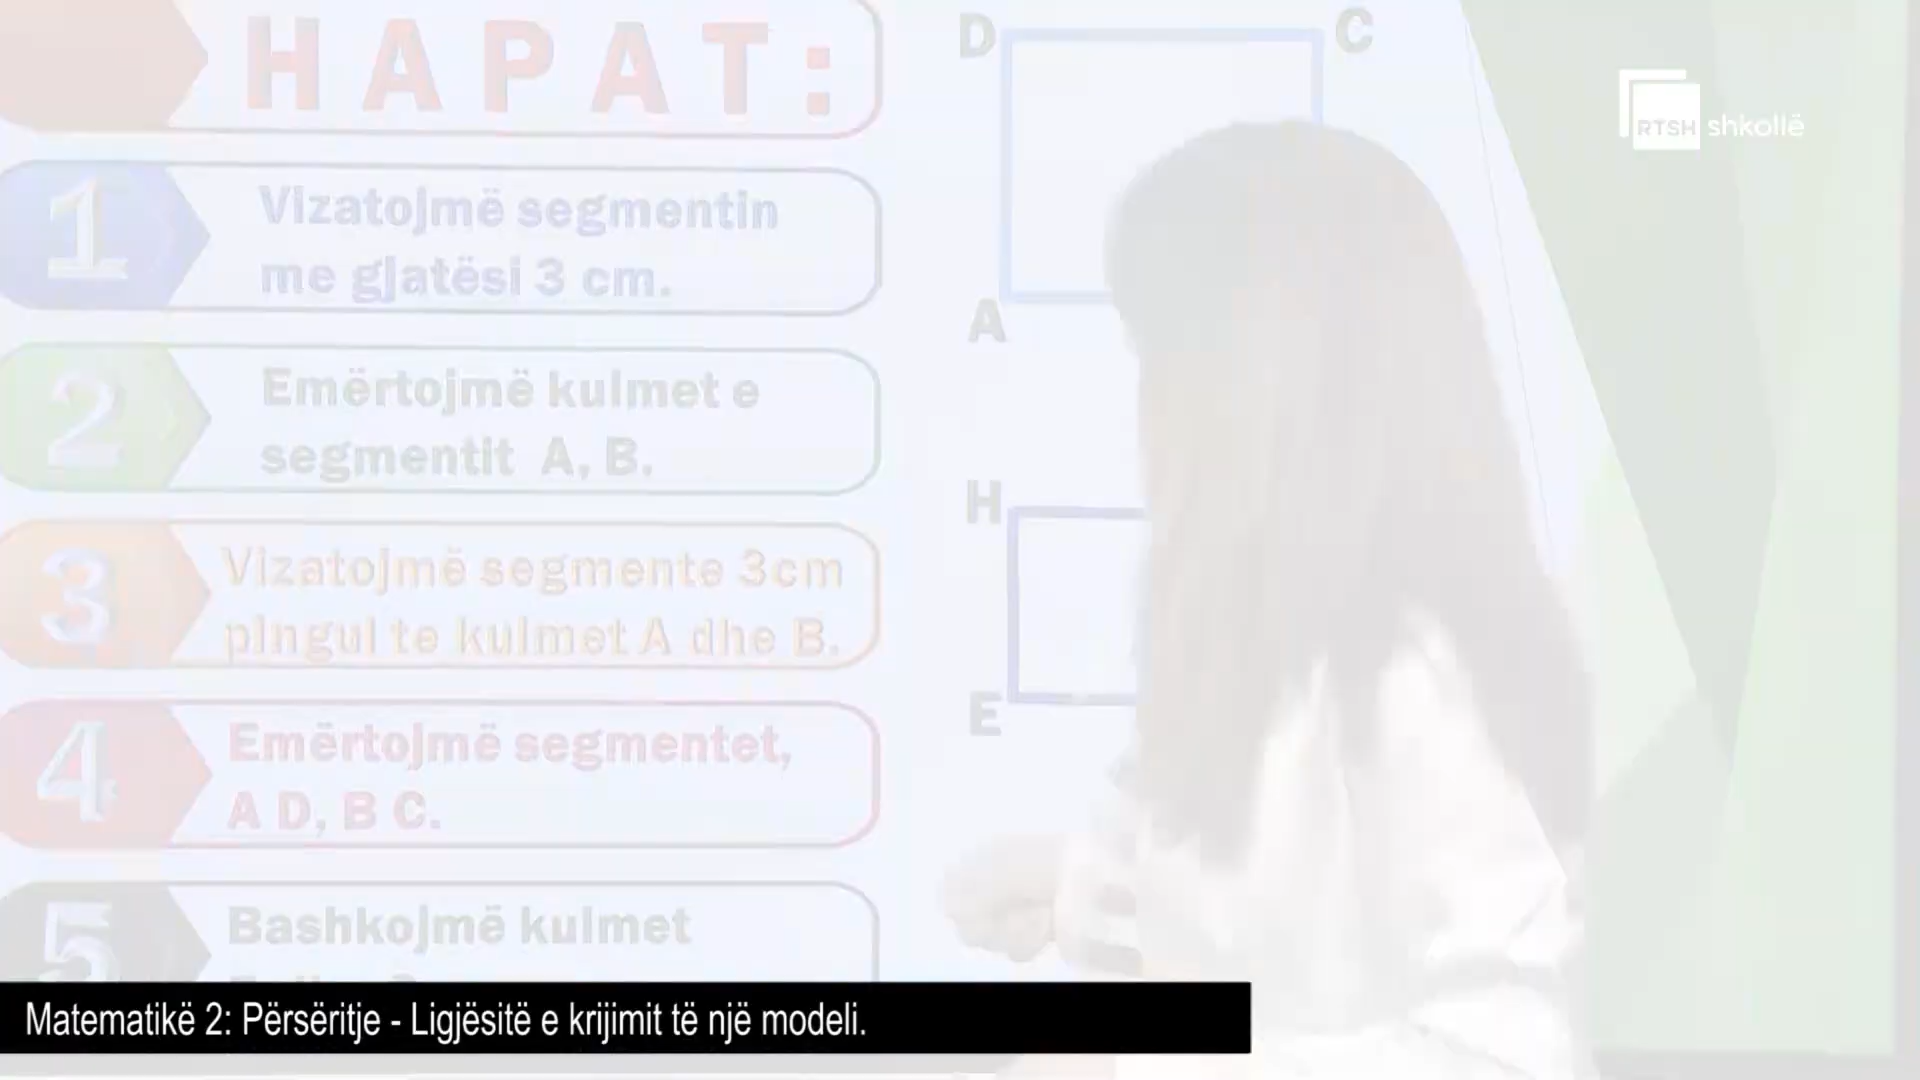 HAPAT:
D
C
RTSH shkollë
1
Vizatojmë segmentin
me gjatësi 3 cm.
A
2
Emërtojmë kulmet e
segmentit A, B.
H
3
Vizatojmë segmente 3cm
pingul te kulmet A dhe B.
E
4
Emërtojmë segmentet,
A D, B C.
5
Bashkojmë kulmet
Matematikë 2: Përsëritje - Ligjësitë e krijimit të një modeli.